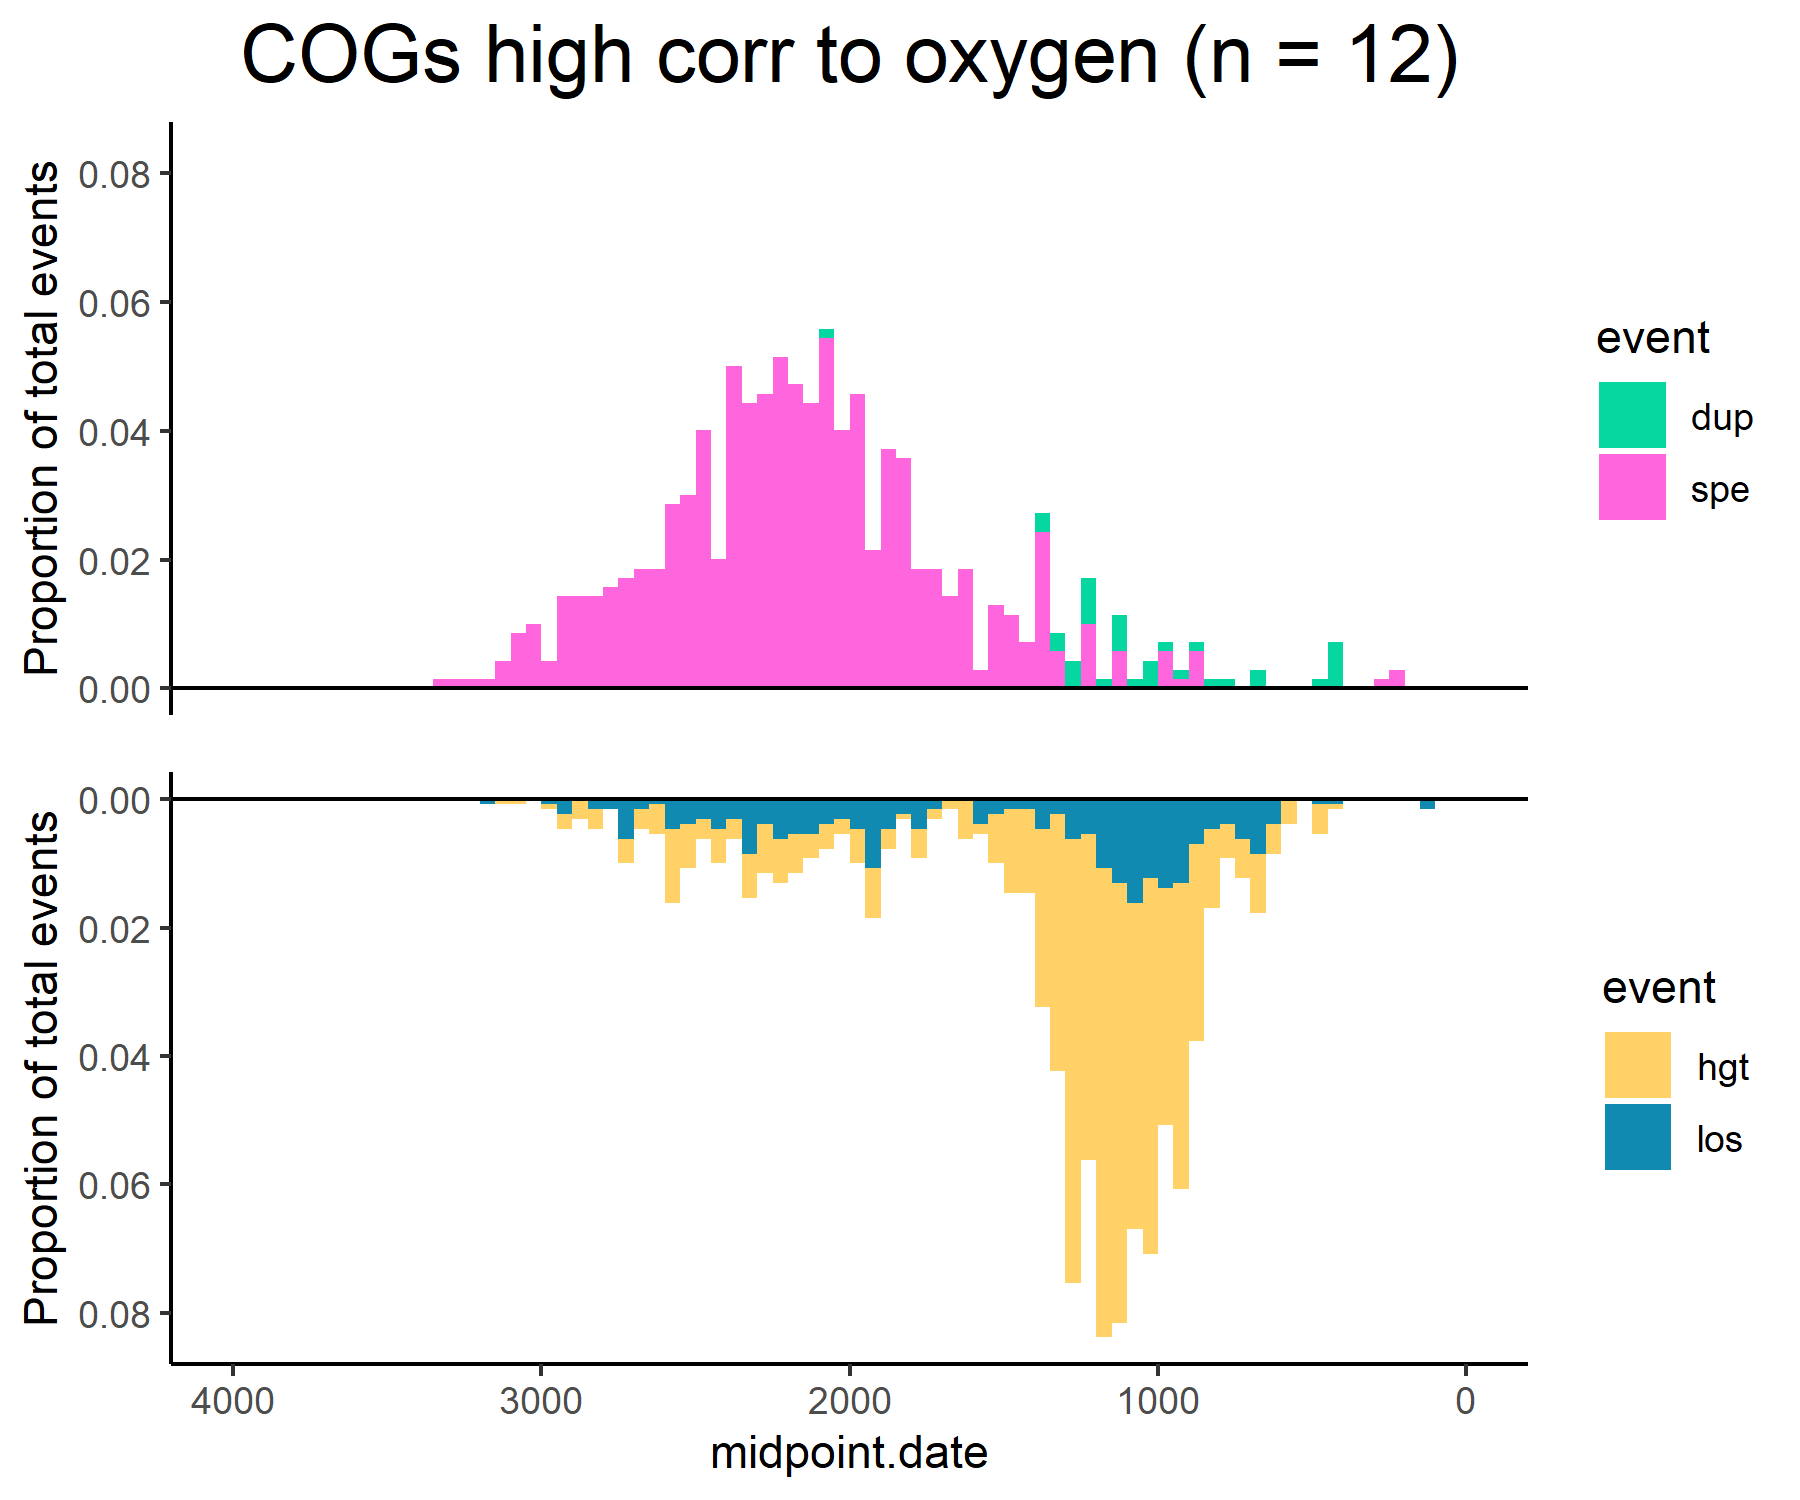 COGs high corr to oxygen (n = 12)
Proportion of total events
0.08
0.06
0.04
0.02
0.00
event
dup
spe
Proportion of total events
0.00
0.02
0.04
0.06
0.08
event
hgt
los
4000 3000 2000 1000 0
midpoint.date